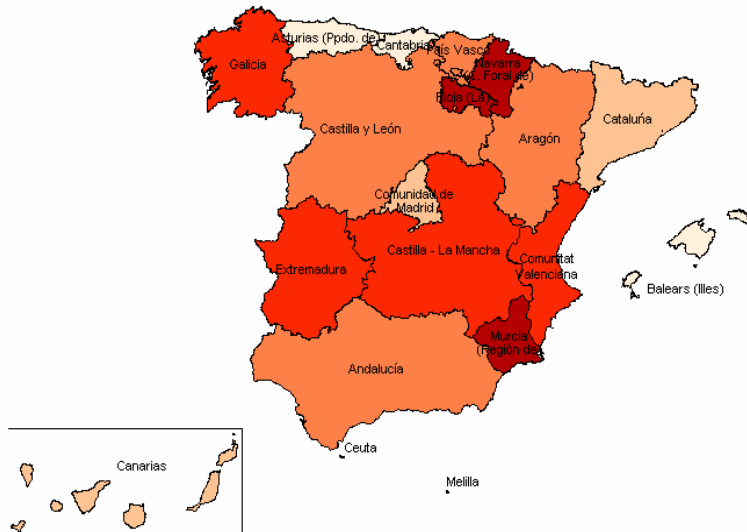 Asturias (Ppdo. de)
Cantabria
País Vasco
Galicia
Navarra
(C. Foral de)
Rioja (La)
Cataluńa
Castilla y León
Aragón
Comunidad de
Madrid
Castilla - La Mancha
Comunitat
Valenciana
Extremadura
Balears (Illes)
Murcia
(Región de)
Andalucía
Ceuta
Canarias
Melilla